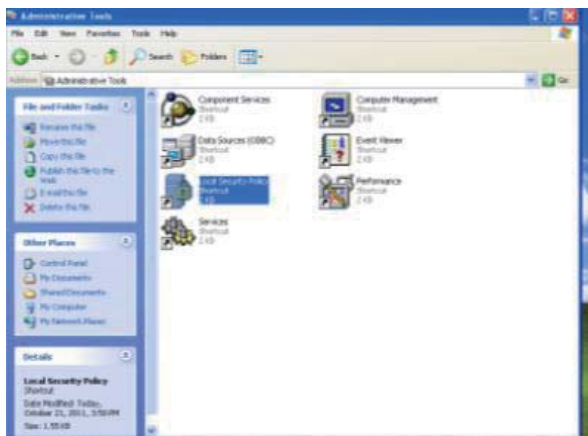 Administrative Tools
File Edit View Favorites Tools Help
Back Search Folders
Address Administrative Tools Go
File and Folder Tasks
Rename this file
Move this file
Copy this file
Publish this file to the
Web
E-mail this file
Delete this file
Other Places
Control Panel
My Documents
Shared Documents
My Computer
My Network Places
Details
Local Security Policy
Shortcut
Date Modified: Today,
October 21, 2011, 3:50 PM
Size: 1.55 KB
Component Services
Shortcut
2 KB
Computer Management
Shortcut
2 KB
Data Sources (ODBC)
Shortcut
2 KB
Event Viewer
Shortcut
2 KB
Local Security Policy
Shortcut
2 KB
Performance
Shortcut
2 KB
Services
Shortcut
2 KB